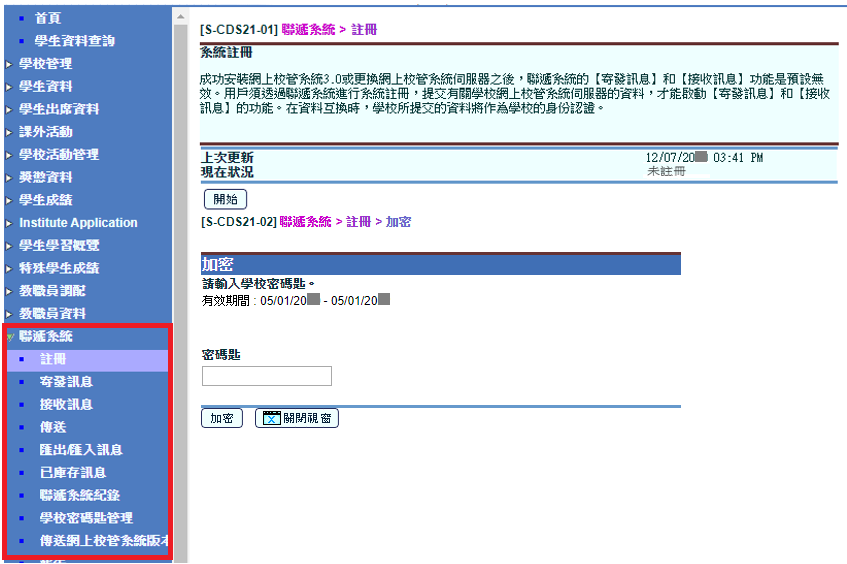 首頁
學生資料查詢
學校管理
學生資料
學生出席資料
課外活動
學校活動管理
獎懲資料
學生成績
Institute Application
學生學習概覽
特殊學生成績
教職員調配
教職員資料
聯遞系統
註冊
寄發訊息
接收訊息
傳送
匯出/匯入訊息
已庫存訊息
聯遞系統紀錄
學校密碼匙管理
傳送網上校管系統版本
[S-CDS21-01] 聯遞系統 > 註冊
系統註冊
成功安裝網上校管系統3.0或更換網上校管系統伺服器之後，聯遞系統的【寄發訊息】和【接收訊息】功能是預設無
效。用戶須透過聯遞系統進行系統註冊，提交有關學校網上校管系統伺服器的資料，才能啟動【寄發訊息】和【接收
訊息】的功能。在資料互換時，學校所提交的資料將作為學校的身份認證。
上次更新 12/07/20 03:41 PM
現在狀況 未註冊
開始
[S-CDS21-02] 聯遞系統 > 註冊 > 加密
加密
請輸入學校密碼匙。
有效期間 : 05/01/20 - 05/01/20
密碼匙
加密 關閉視窗